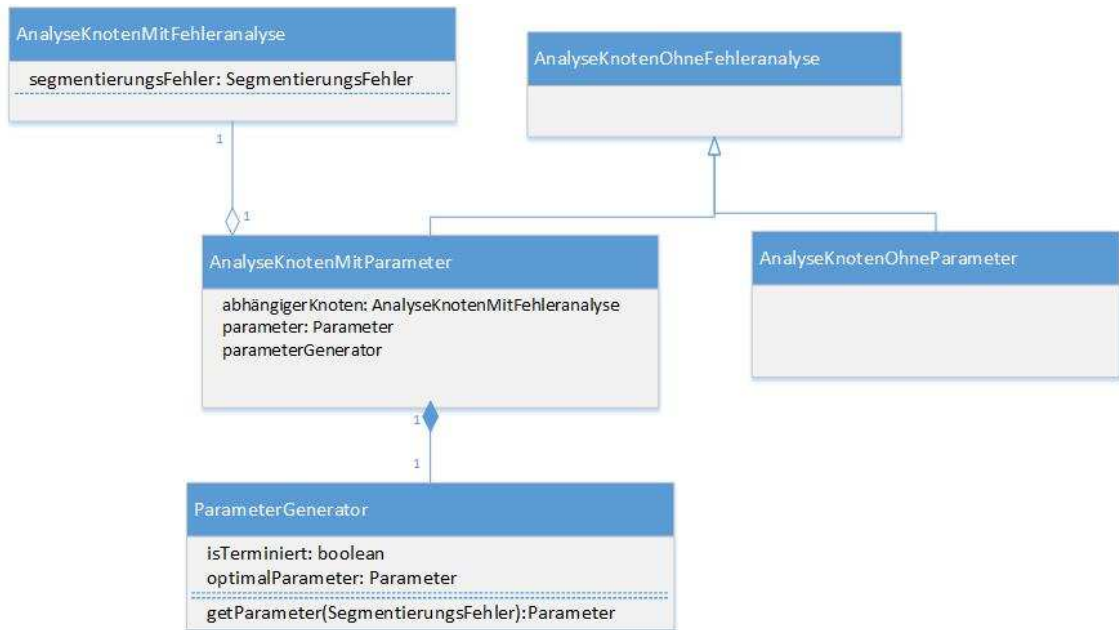 AnalyseKnotenMitFehleranalyse
segmentierungsFehler: SegmentierungsFehler
AnalyseKnotenOhneFehleranalyse
1
1
AnalyseKnotenMitParameter
abhängigerKnoten: AnalyseKnotenMitFehleranalyse
parameter: Parameter
parameterGenerator
AnalyseKnotenOhneParameter
1
1
ParameterGenerator
isTerminiert: boolean
optimalParameter: Parameter
getParameter(SegmentierungsFehler):Parameter